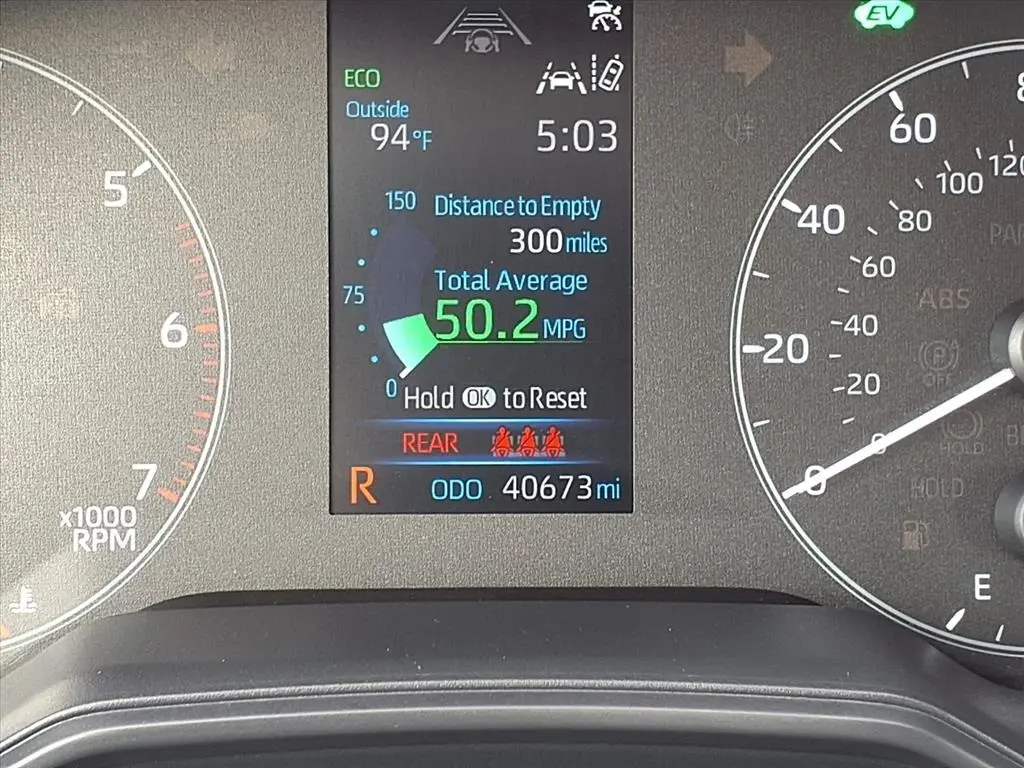 EV
ECO
Outside
94°F
5:03
150
Distance to Empty
300 miles
75
Total Average
50.2 MPG
0
Hold OK to Reset
REAR
R
ODO 40673 mi
5
6
7
x1000
RPM
60
40
20
0
120
100
80
60
40
20
0
ABS
OFF
HOLD
HOLD
E